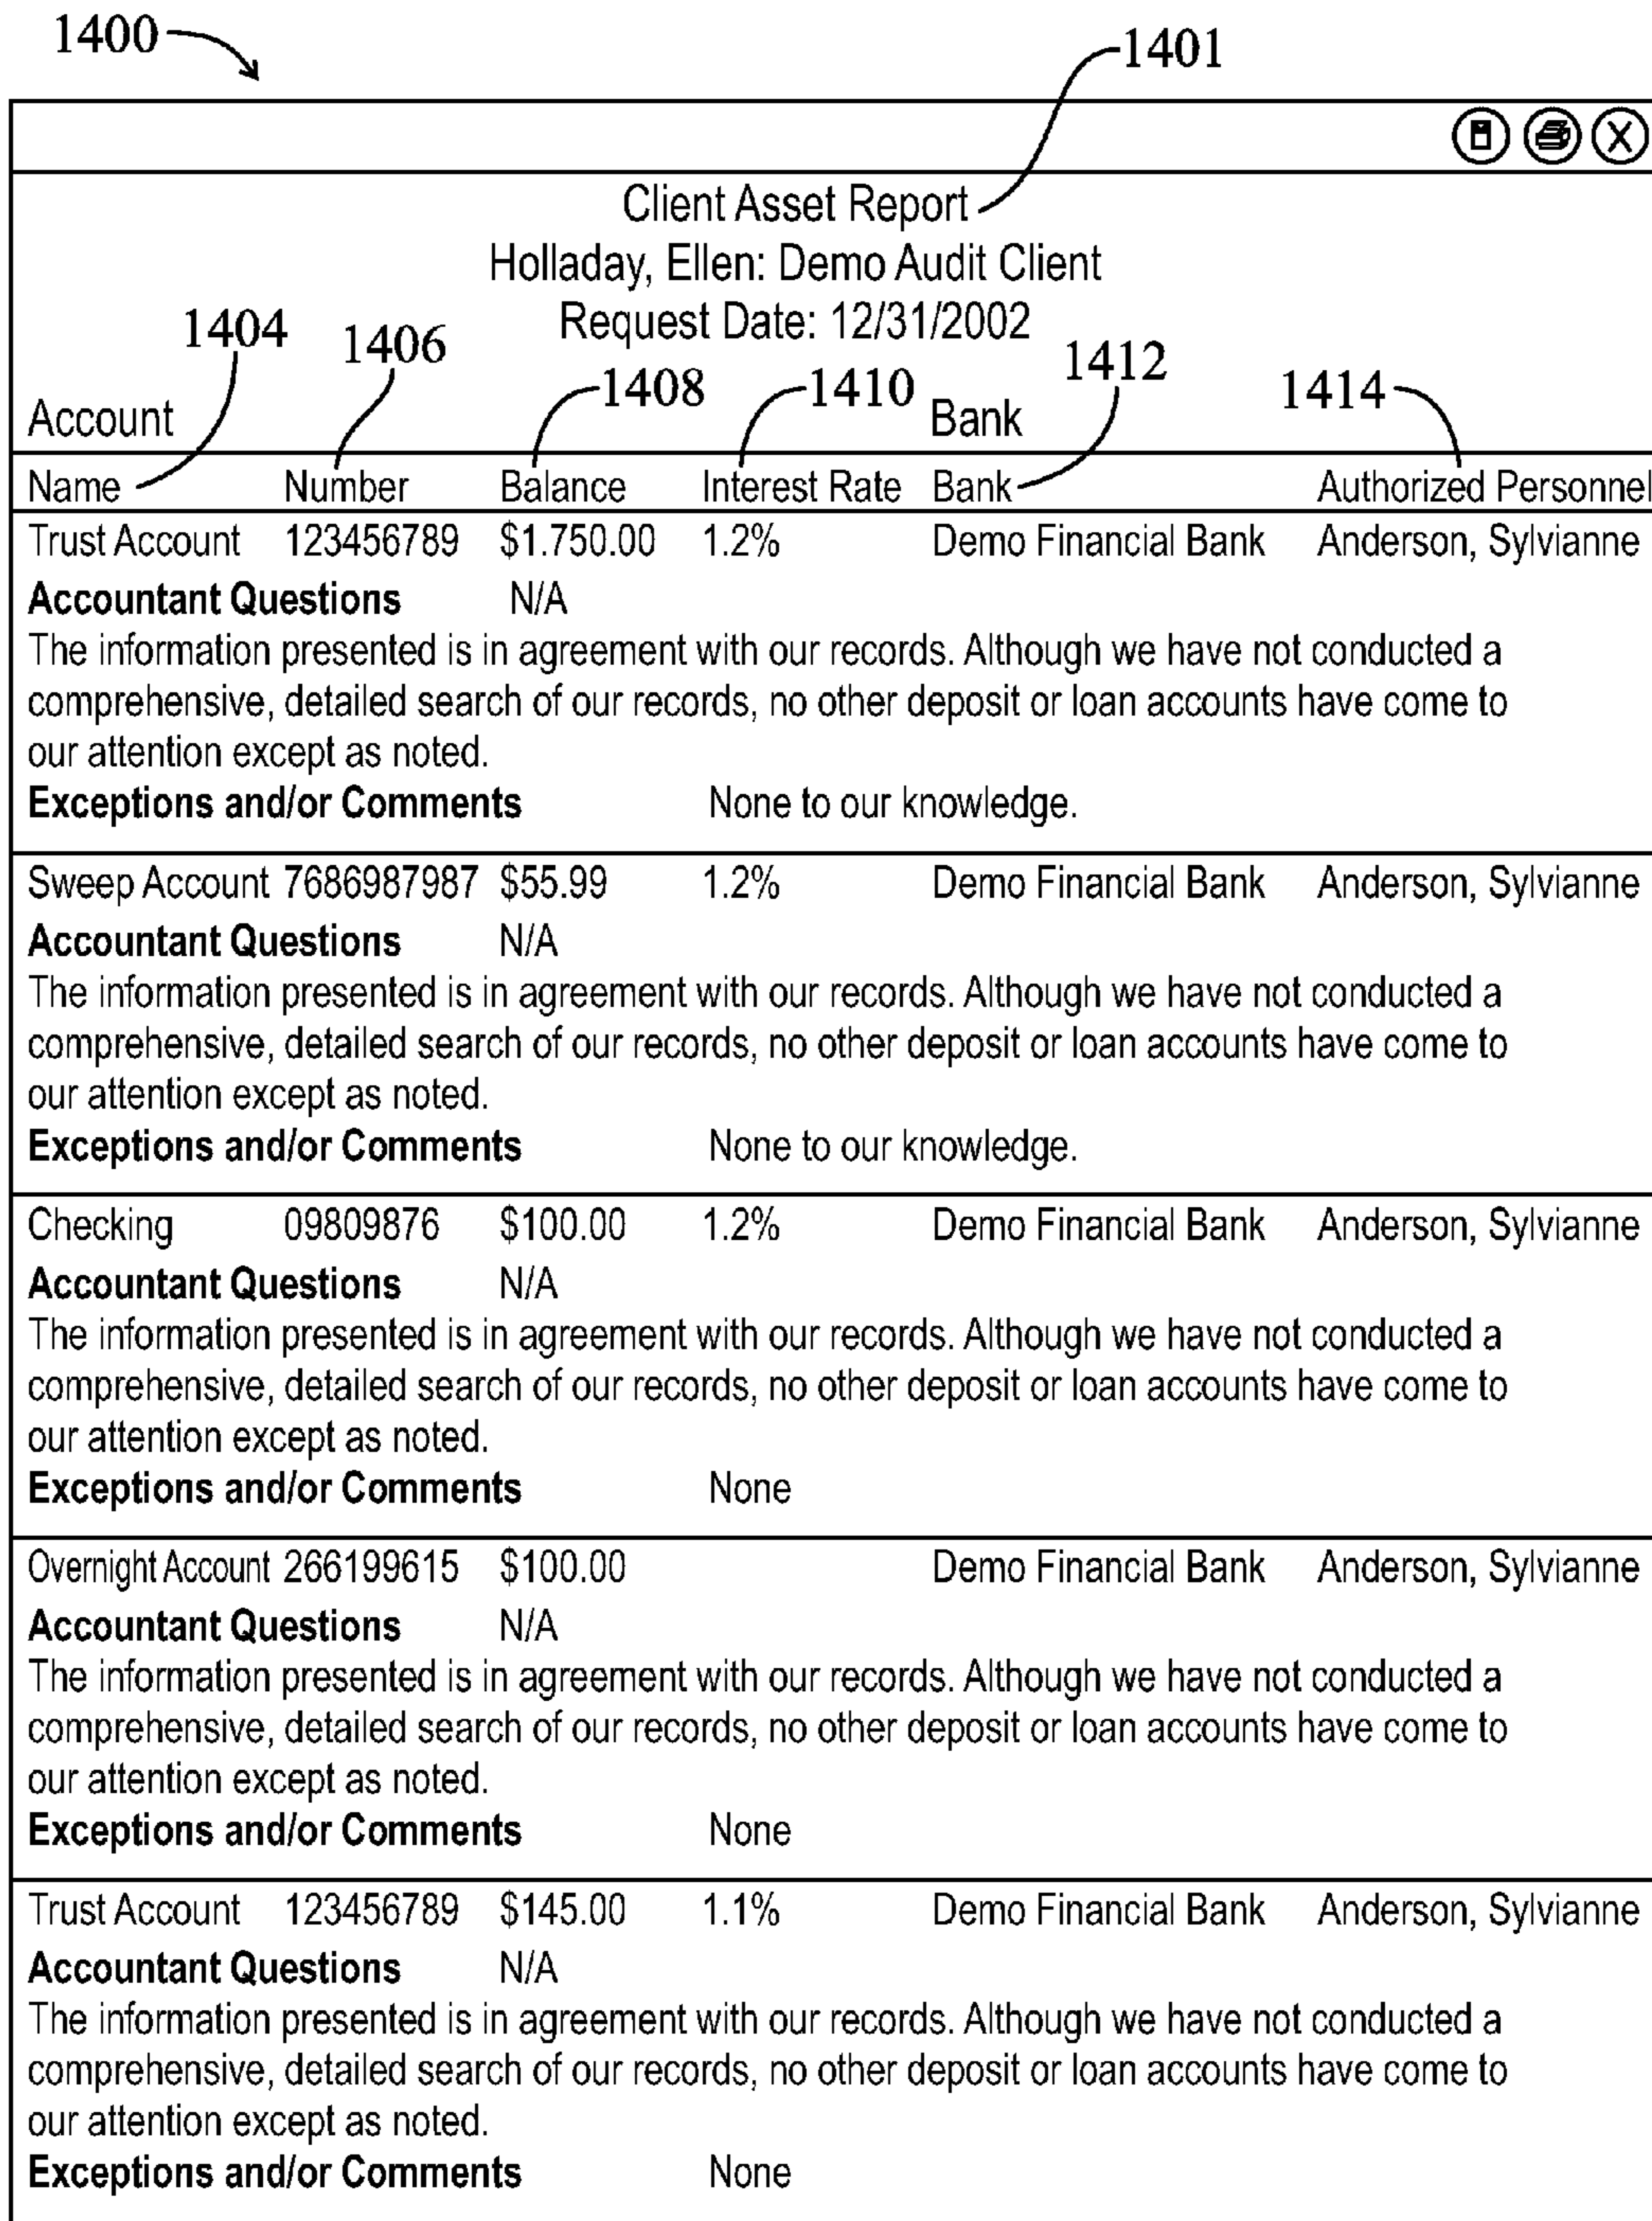 1400
1401
Client Asset Report
Holladay, Ellen: Demo Audit Client
Request Date: 12/31/2002
1404 1406 1408 1410 1412 1414
Account Bank
Name Number Balance Interest Rate Bank Authorized Personnel
Trust Account 123456789 $1.750.00 1.2% Demo Financial Bank Anderson, Sylvianne
Accountant Questions N/A
The information presented is in agreement with our records. Although we have not conducted a
comprehensive, detailed search of our records, no other deposit or loan accounts have come to
our attention except as noted.
Exceptions and/or Comments None to our knowledge.
Sweep Account 7686987987 $55.99 1.2% Demo Financial Bank Anderson, Sylvianne
Accountant Questions N/A
The information presented is in agreement with our records. Although we have not conducted a
comprehensive, detailed search of our records, no other deposit or loan accounts have come to
our attention except as noted.
Exceptions and/or Comments None to our knowledge.
Checking 09809876 $100.00 1.2% Demo Financial Bank Anderson, Sylvianne
Accountant Questions N/A
The information presented is in agreement with our records. Although we have not conducted a
comprehensive, detailed search of our records, no other deposit or loan accounts have come to
our attention except as noted.
Exceptions and/or Comments None
Overnight Account 266199615 $100.00 Demo Financial Bank Anderson, Sylvianne
Accountant Questions N/A
The information presented is in agreement with our records. Although we have not conducted a
comprehensive, detailed search of our records, no other deposit or loan accounts have come to
our attention except as noted.
Exceptions and/or Comments None
Trust Account 123456789 $145.00 1.1% Demo Financial Bank Anderson, Sylvianne
Accountant Questions N/A
The information presented is in agreement with our records. Although we have not conducted a
comprehensive, detailed search of our records, no other deposit or loan accounts have come to
our attention except as noted.
Exceptions and/or Comments None